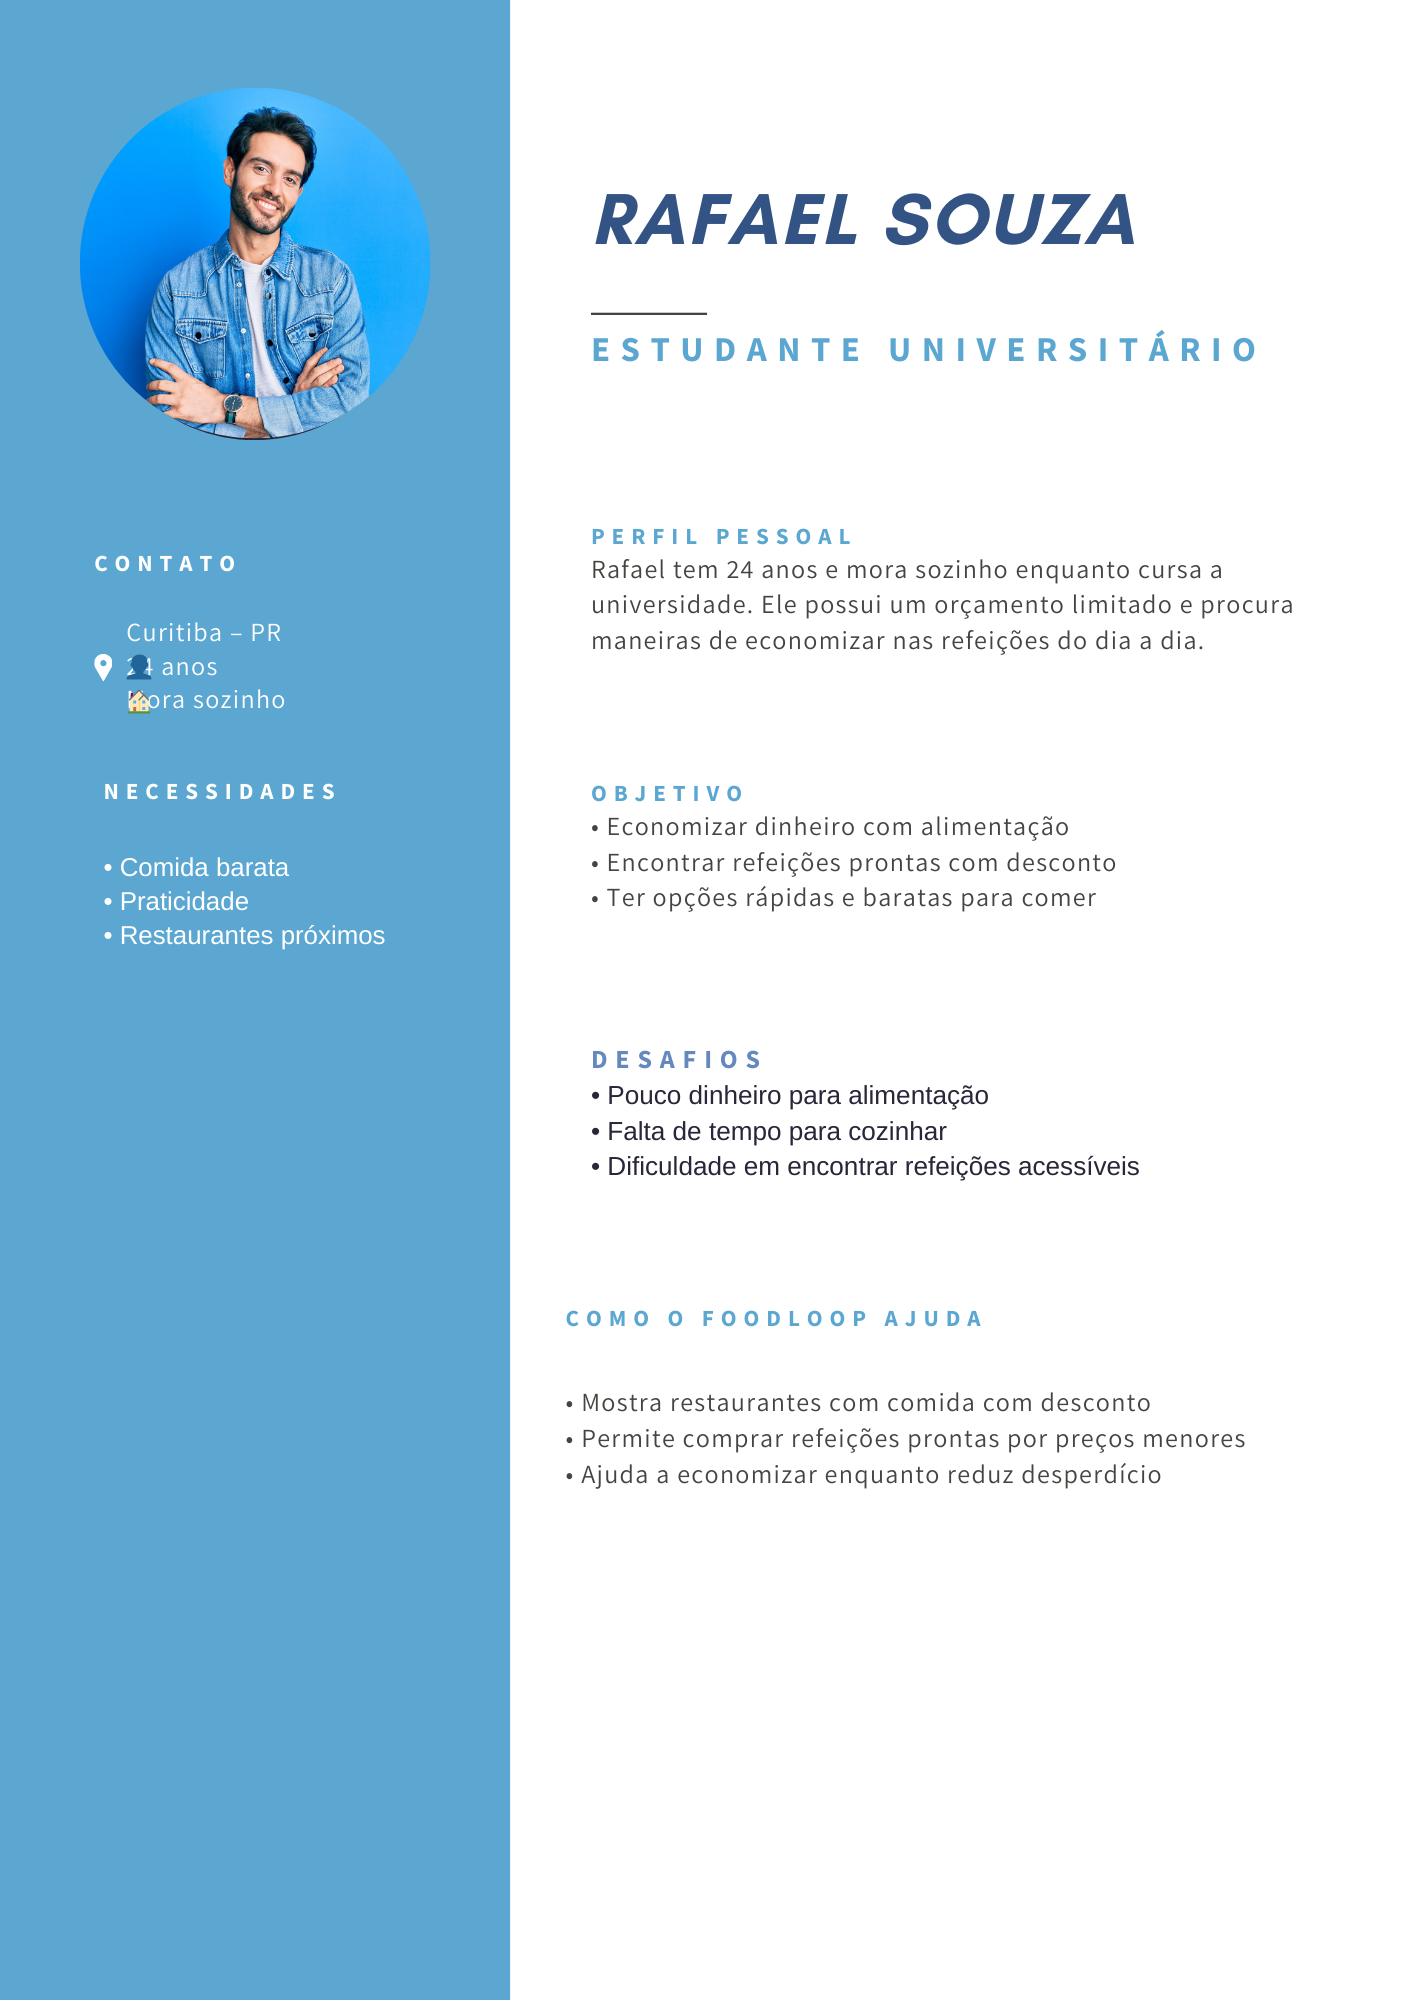 RAFAEL SOUZA
ESTUDANTE UNIVERSITÁRIO
CONTATO
Curitiba – PR
24 anos
Mora sozinho
NECESSIDADES
• Comida barata
• Praticidade
• Restaurantes próximos
PERFIL PESSOAL
Rafael tem 24 anos e mora sozinho enquanto cursa a
universidade. Ele possui um orçamento limitado e procura
maneiras de economizar nas refeições do dia a dia.
OBJETIVO
• Economizar dinheiro com alimentação
• Encontrar refeições prontas com desconto
• Ter opções rápidas e baratas para comer
DESAFIOS
• Pouco dinheiro para alimentação
• Falta de tempo para cozinhar
• Dificuldade em encontrar refeições acessíveis
COMO O FOODLOOP AJUDA
• Mostra restaurantes com comida com desconto
• Permite comprar refeições prontas por preços menores
• Ajuda a economizar enquanto reduz desperdício